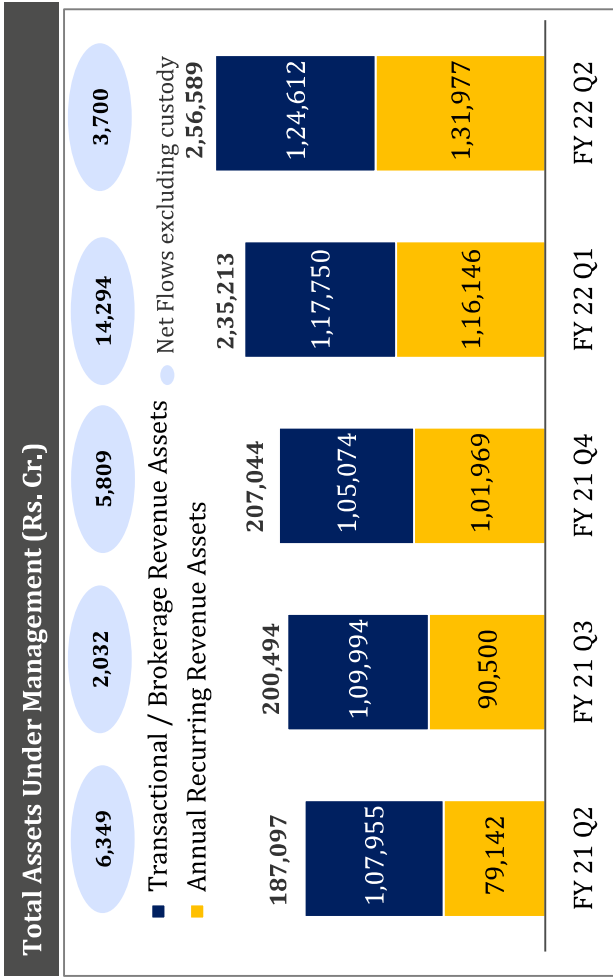 Total Assets Under Management (Rs. Cr.)
6,349 2,032 5,809 14,294 3,700
Transactional / Brokerage Revenue Assets Net Flows excluding custody
Annual Recurring Revenue Assets
187,097 200,494 207,044 2,35,213 2,56,589
1,07,955 1,09,994 1,05,074 1,17,750 1,24,612
79,142 90,500 1,01,969 1,16,146 1,31,977
FY 21 Q2 FY 21 Q3 FY 21 Q4 FY 22 Q1 FY 22 Q2